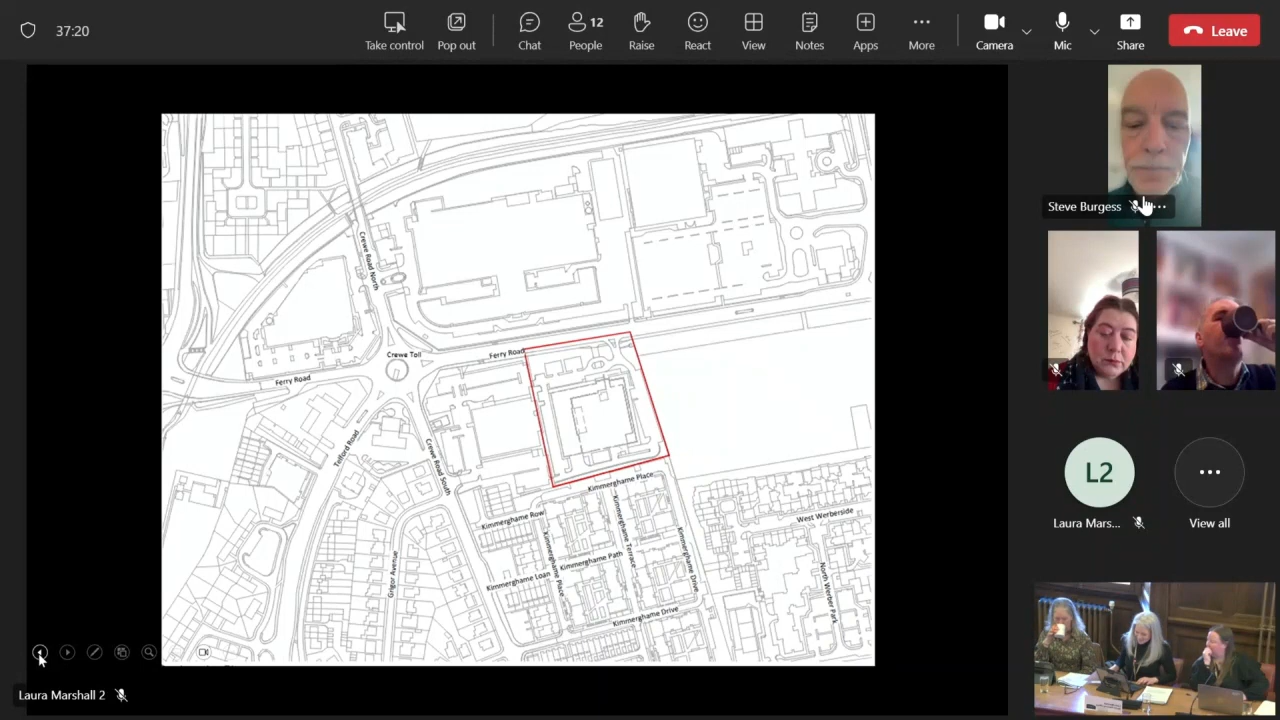 37:20
Take control
Pop out
Chat
12
People
Raise
React
View
Notes
Apps
More
Camera
Mic
Share
Leave
Crewe Road North
Crewe Toll
Ferry Road
Ferry Road
Telford Road
Crewe Road South
Kimmerghame Place
Kimmerghame Row
Kimmerghame Terrace
Kimmerghame Path
Kimmerghame Place
Kimmerghame Loan
Kimmerghame Drive
Kimmerghame Drive
Grigor Avenue
West Werberside
North Werber Park
Steve Burgess
L2
Laura Mars...
View all
Laura Marshall 2